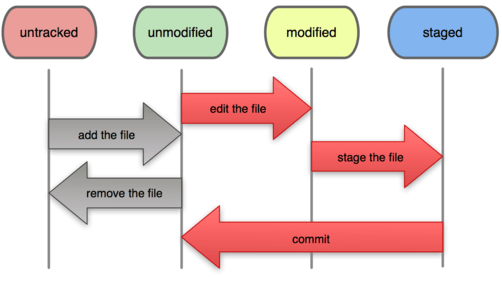 untracked
unmodified
modified
staged
edit the file
add the file
stage the file
remove the file
commit